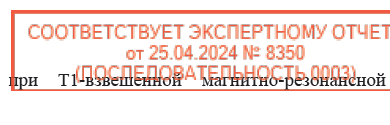 СООТВЕТСТВУЕТ ЭКСПЕРТНОМУ ОТЧЕТ
от 25.04.2024 № 8350
(ПОСЛЕДОВАТЕЛЬНОСТЬ 0003)
при Т1-взвешенной магнитно-резонансной